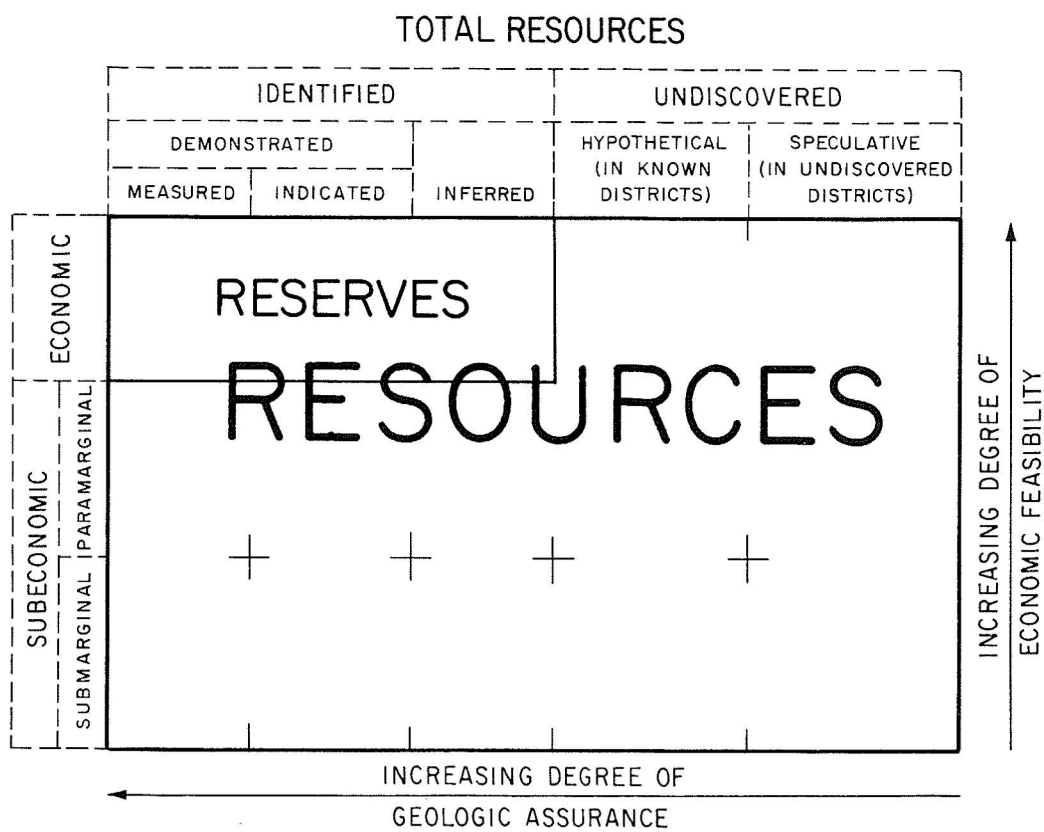 TOTAL RESOURCES
IDENTIFIED
UNDISCOVERED
DEMONSTRATED
MEASURED
INDICATED
INFERRED
HYPOTHETICAL
(IN KNOWN
DISTRICTS)
SPECULATIVE
(IN UNDISCOVERED
DISTRICTS)
ECONOMIC
SUBECONOMIC
PARAMARGINAL
SUBMARGINAL
RESERVES
RESOURCES
INCREASING DEGREE OF
ECONOMIC FEASIBILITY
INCREASING DEGREE OF
GEOLOGIC ASSURANCE